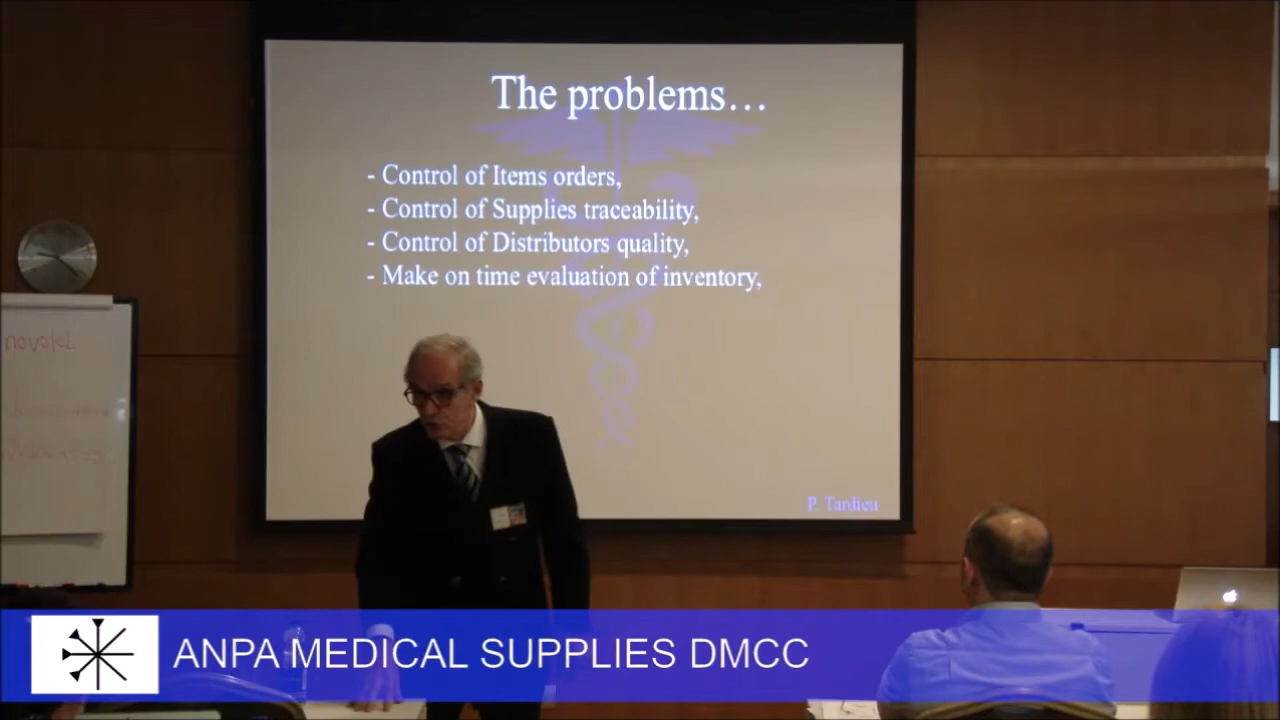 The problems…
- Control of Items orders,
- Control of Supplies traceability,
- Control of Distributors quality,
- Make on time evaluation of inventory,
P. Tardieu
ANPA MEDICAL SUPPLIES DMCC